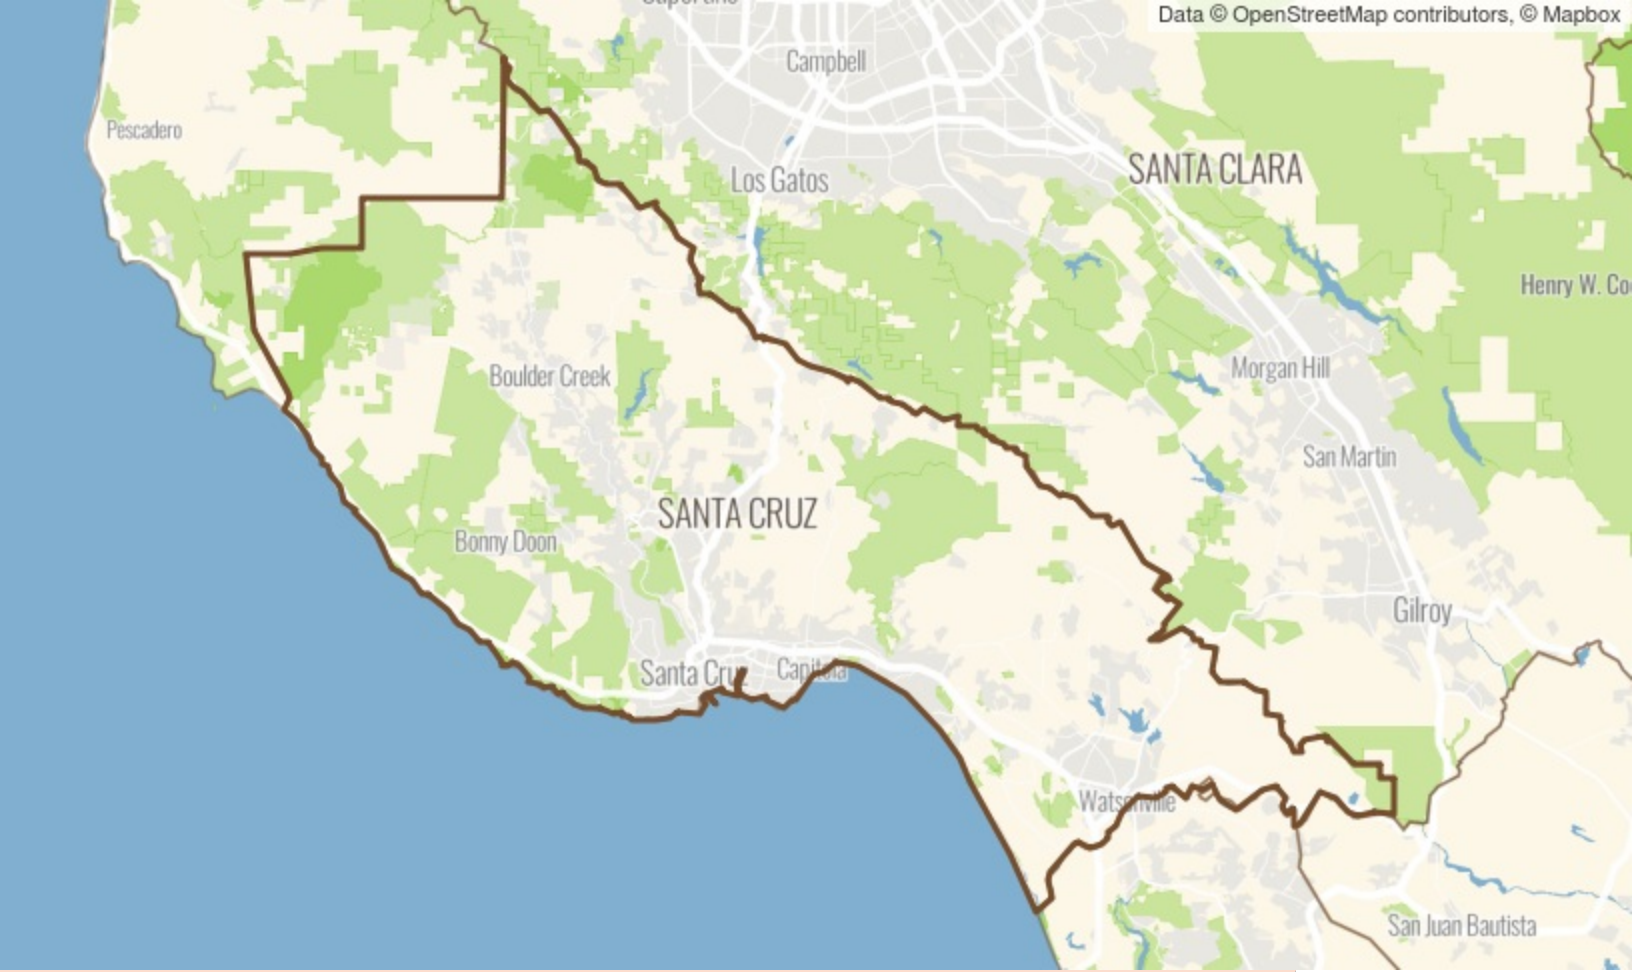 Data © OpenStreetMap contributors, © Mapbox
Campbell
Pescadero
SANTA CLARA
Los Gatos
Henry W. Co
Morgan Hill
Boulder Creek
San Martin
SANTA CRUZ
Bonny Doon
Gilroy
Santa Cruz
Capitola
Watsonville
San Juan Bautista